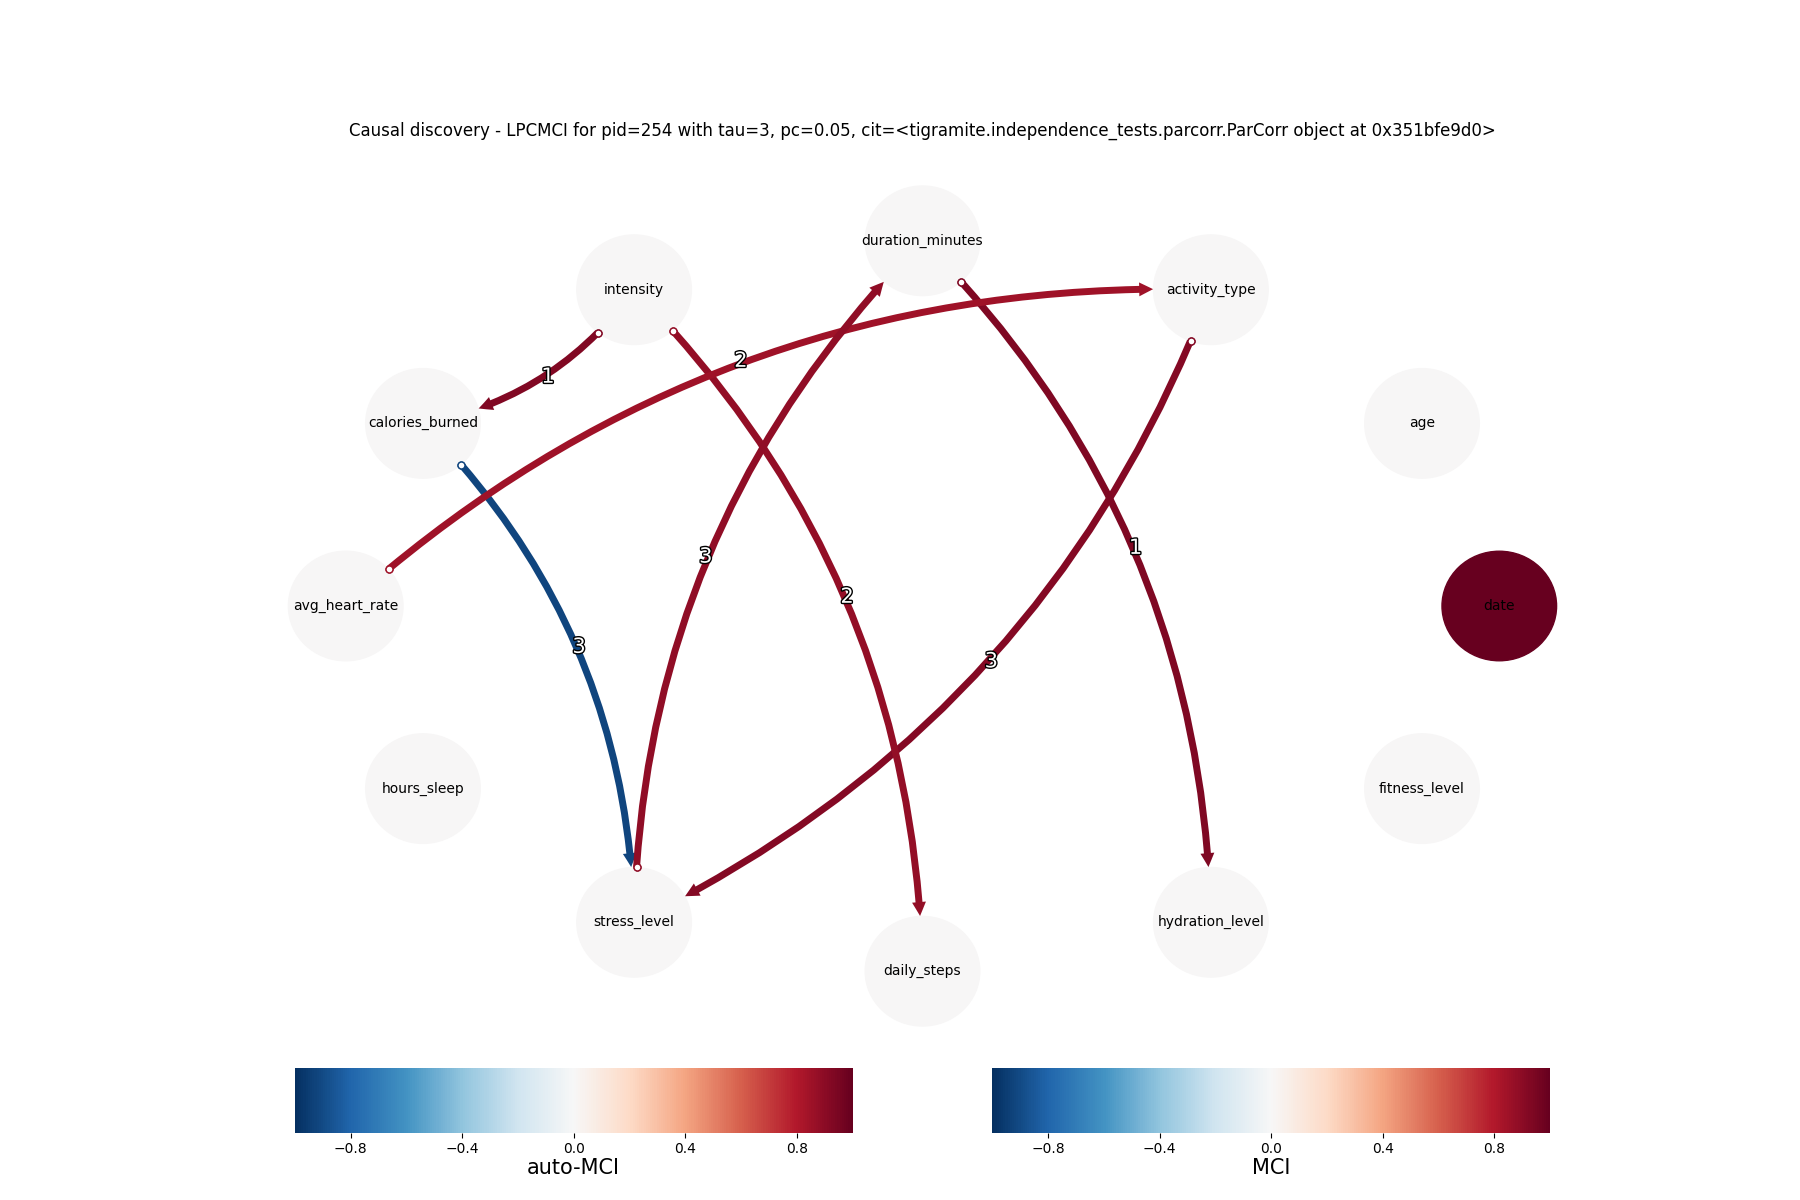 Causal discovery - LPCMCI for pid=254 with tau=3, pc=0.05, cit=<tigramite.independence_tests.parcorr.ParCorr object at 0x351bfe9d0>
duration_minutes
intensity
activity_type
2
1
calories_burned
age
3
1
2
avg_heart_rate
date
3
3
hours_sleep
fitness_level
stress_level
hydration_level
daily_steps
−0.8 −0.4 0.0 0.4 0.8
auto-MCI
−0.8 −0.4 0.0 0.4 0.8
MCI